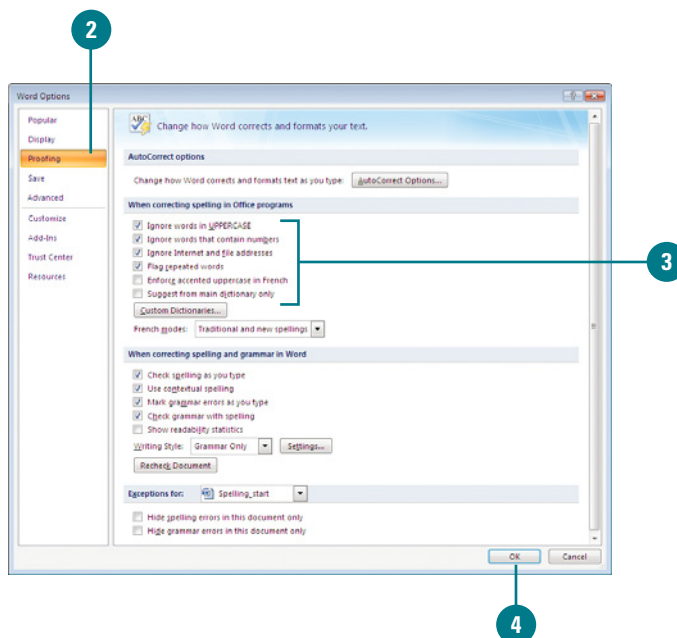 2
Word Options
Popular
Display
Proofing
Save
Advanced
Customize
Add-Ins
Trust Center
Resources
ABC
Change how Word corrects and formats your text.
AutoCorrect options
Change how Word corrects and formats text as you type: AutoCorrect Options...
When correcting spelling in Office programs
Ignore words in UPPERCASE
Ignore words that contain numbers
Ignore Internet and file addresses
Flag repeated words
Enforce accented uppercase in French
Suggest from main dictionary only
3
Custom Dictionaries...
French modes: Traditional and new spellings
When correcting spelling and grammar in Word
Check spelling as you type
Use contextual spelling
Mark grammar errors as you type
Check grammar with spelling
Show readability statistics
Writing Style: Grammar Only Settings...
Recheck Document
Exceptions for: Spelling_start
Hide spelling errors in this document only
Hide grammar errors in this document only
OK Cancel
4